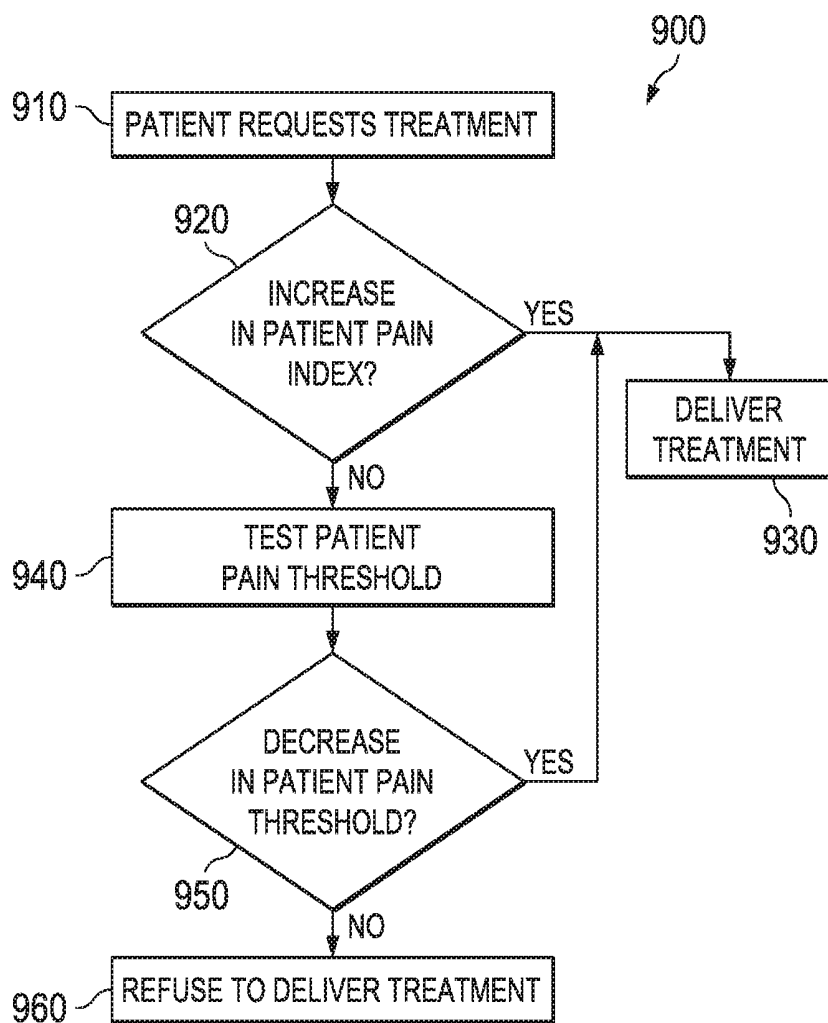 900
910
PATIENT REQUESTS TREATMENT
920
INCREASE
IN PATIENT PAIN
INDEX?
YES
DELIVER
TREATMENT
930
NO
940
TEST PATIENT
PAIN THRESHOLD
DECREASE
IN PATIENT PAIN
THRESHOLD?
YES
950
NO
960
REFUSE TO DELIVER TREATMENT